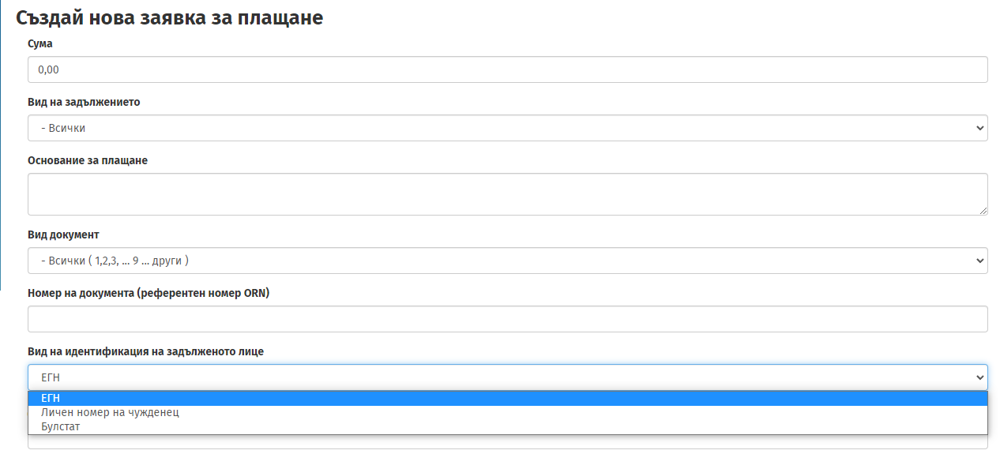 Създай нова заявка за плащане
Сума
0,00
Вид на задължението
- Всички
Основание за плащане
Вид документ
- Всички ( 1,2,3, ... 9 ... други )
Номер на документа (референтен номер ORN)
Вид на идентификация на задълженото лице
ЕГН
ЕГН
Личен номер на чужденец
Булстат